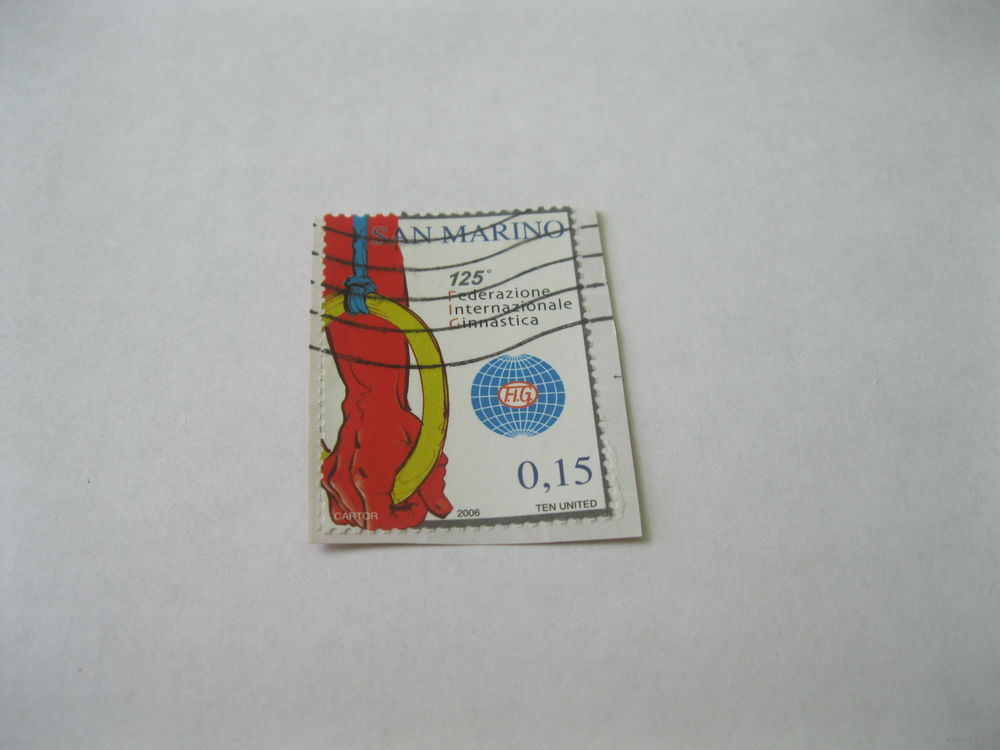 SAN MARINO
125°
Federazione
Internazionale
Ginnastica
F.I.G.
0,15
CARTOR
2006
TEN UNITED